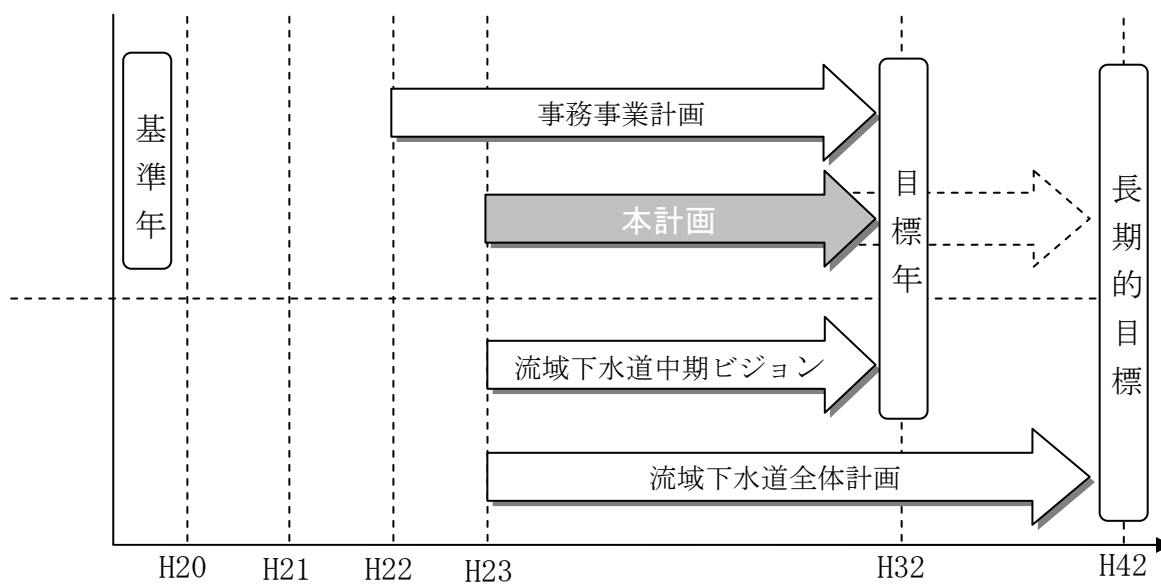 基準年
事務事業計画
本計画
目標年
長期的目標
流域下水道中期ビジョン
流域下水道全体計画
H20
H21
H22
H23
H32
H42